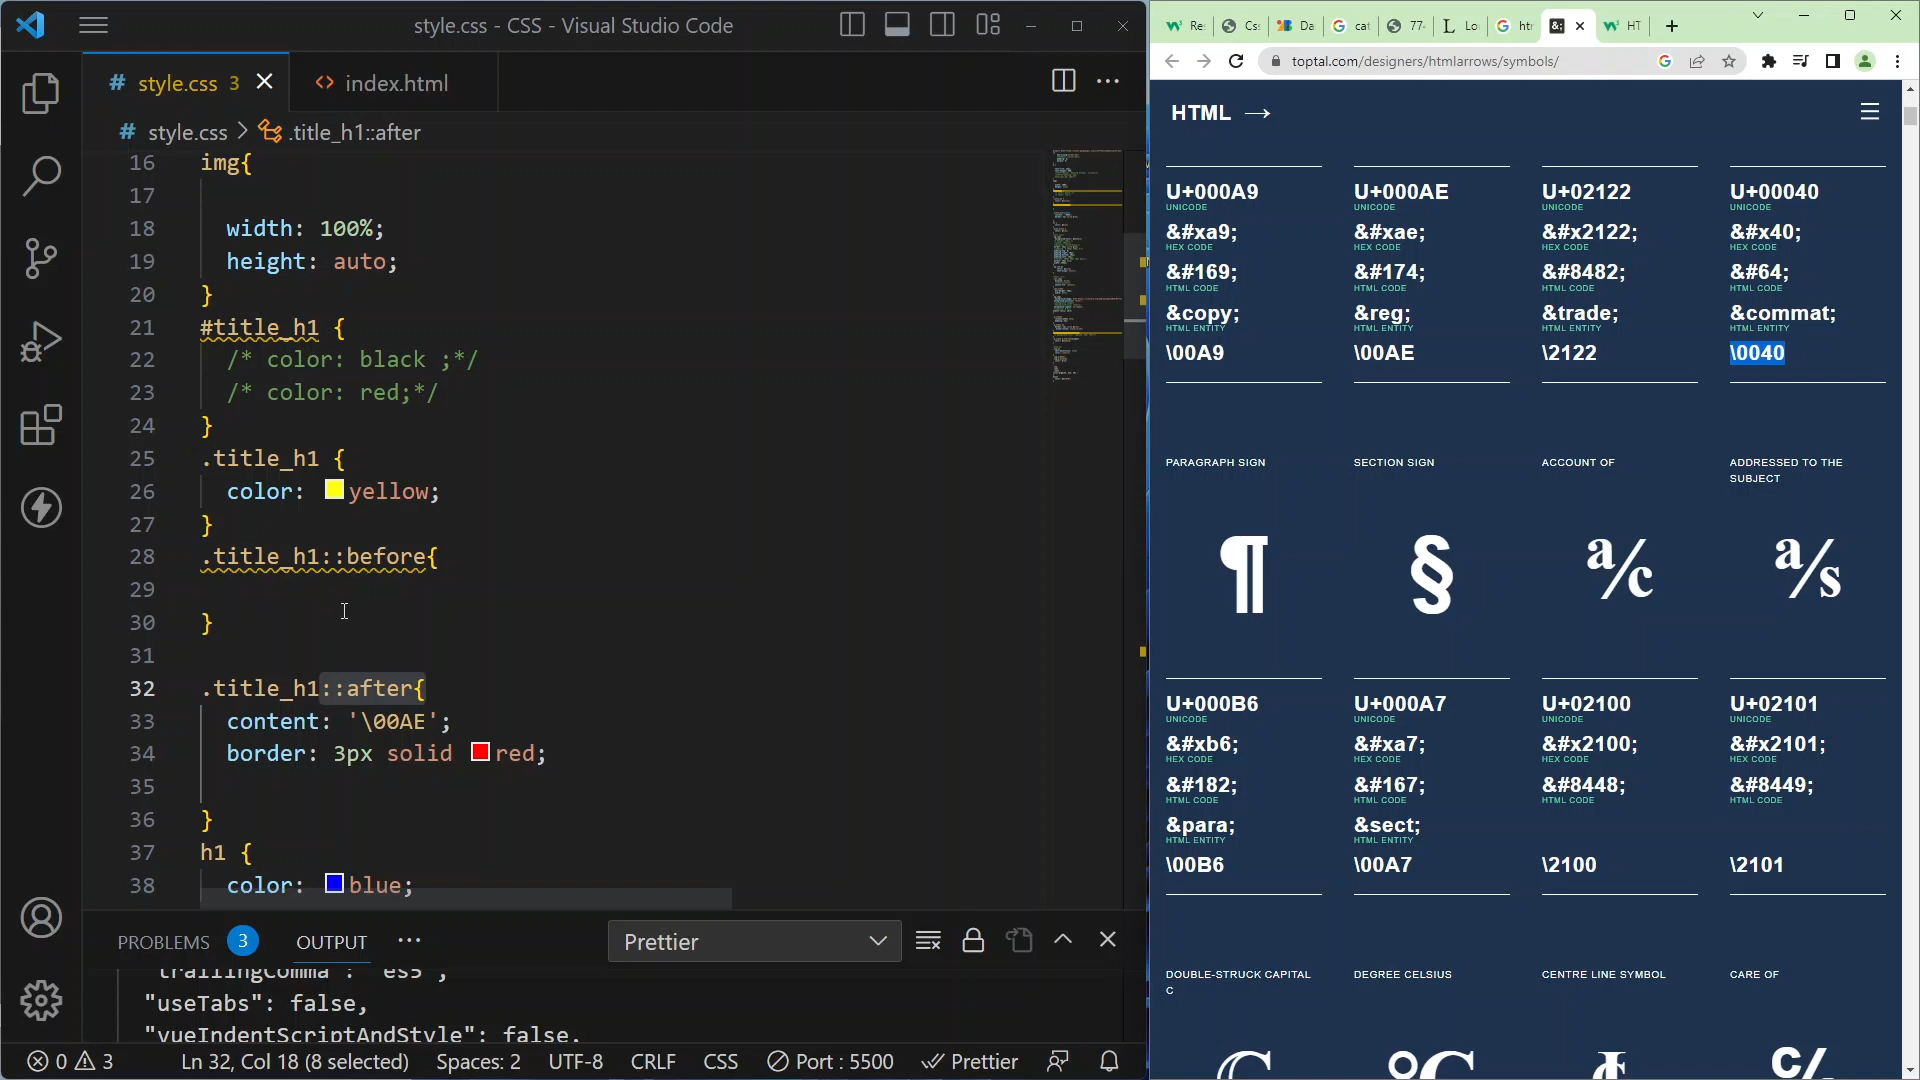 style.css - CSS - Visual Studio Code
# style.css 3
<> index.html
# style.css > .title_h1::after
16 img{
17
18 width: 100%;
19 height: auto;
20 }
21 #title_h1 {
22 /* color: black ;*/
23 /* color: red;*/
24 }
25 .title_h1 {
26 color: yellow;
27 }
28 .title_h1::before{
29
30 }
31
32 .title_h1::after{
33 content: '\00AE';
34 border: 3px solid red;
35
36 }
37 h1 {
38 color: blue;
PROBLEMS 3 OUTPUT ...
Prettier
"trailingComma": "es5",
"useTabs": false,
"vueIndentScriptAndStyle": false,
0 3 Ln 32, Col 18 (8 selected) Spaces: 2 UTF-8 CRLF CSS Port : 5500 Prettier
Re Cs Da cat 77- L Lo htr &; HT
toptal.com/designers/htmlarrows/symbols/
HTML →
U+000A9 U+000AE U+02122 U+00040
UNICODE UNICODE UNICODE UNICODE
&#xa9; &#xae; &#x2122; &#x40;
HEX CODE HEX CODE HEX CODE HEX CODE
&#169; &#174; &#8482; &#64;
HTML CODE HTML CODE HTML CODE HTML CODE
&copy; &reg; &trade; &commat;
HTML ENTITY HTML ENTITY HTML ENTITY HTML ENTITY
\00A9 \00AE \2122 \0040
PARAGRAPH SIGN SECTION SIGN ACCOUNT OF ADDRESSED TO THE
SUBJECT
¶ § ℀ ℁
U+000B6 U+000A7 U+02100 U+02101
UNICODE UNICODE UNICODE UNICODE
&#xb6; &#xa7; &#x2100; &#x2101;
HEX CODE HEX CODE HEX CODE HEX CODE
&#182; &#167; &#8448; &#8449;
HTML CODE HTML CODE HTML CODE HTML CODE
&para; &sect;
HTML ENTITY HTML ENTITY
\00B6 \00A7 \2100 \2101
DOUBLE-STRUCK CAPITAL DEGREE CELSIUS CENTRE LINE SYMBOL CARE OF
C